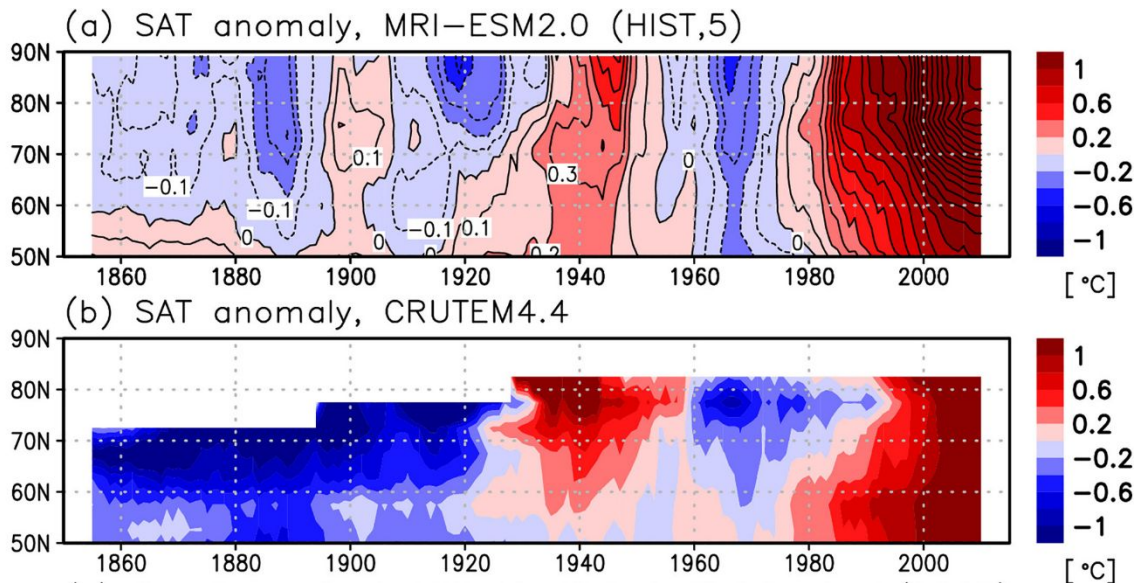 (a) SAT anomaly, MRI−ESM2.0 (HIST,5)
90N
80N
70N
60N
50N
0.1
0.3
0
−0.1
−0.1
−0.1
0.1
0
0
0
0.2
1860 1880 1900 1920 1940 1960 1980 2000
1
0.6
0.2
−0.2
−0.6
−1
[°C]
(b) SAT anomaly, CRUTEM4.4
90N
80N
70N
60N
50N
1860 1880 1900 1920 1940 1960 1980 2000
1
0.6
0.2
−0.2
−0.6
−1
[°C]